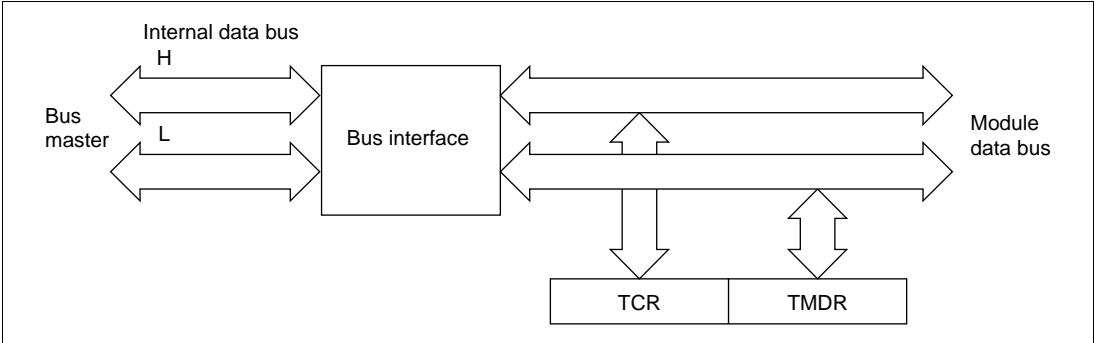 Internal data bus
H
Bus
master
L
Bus interface
Module
data bus
TCR
TMDR